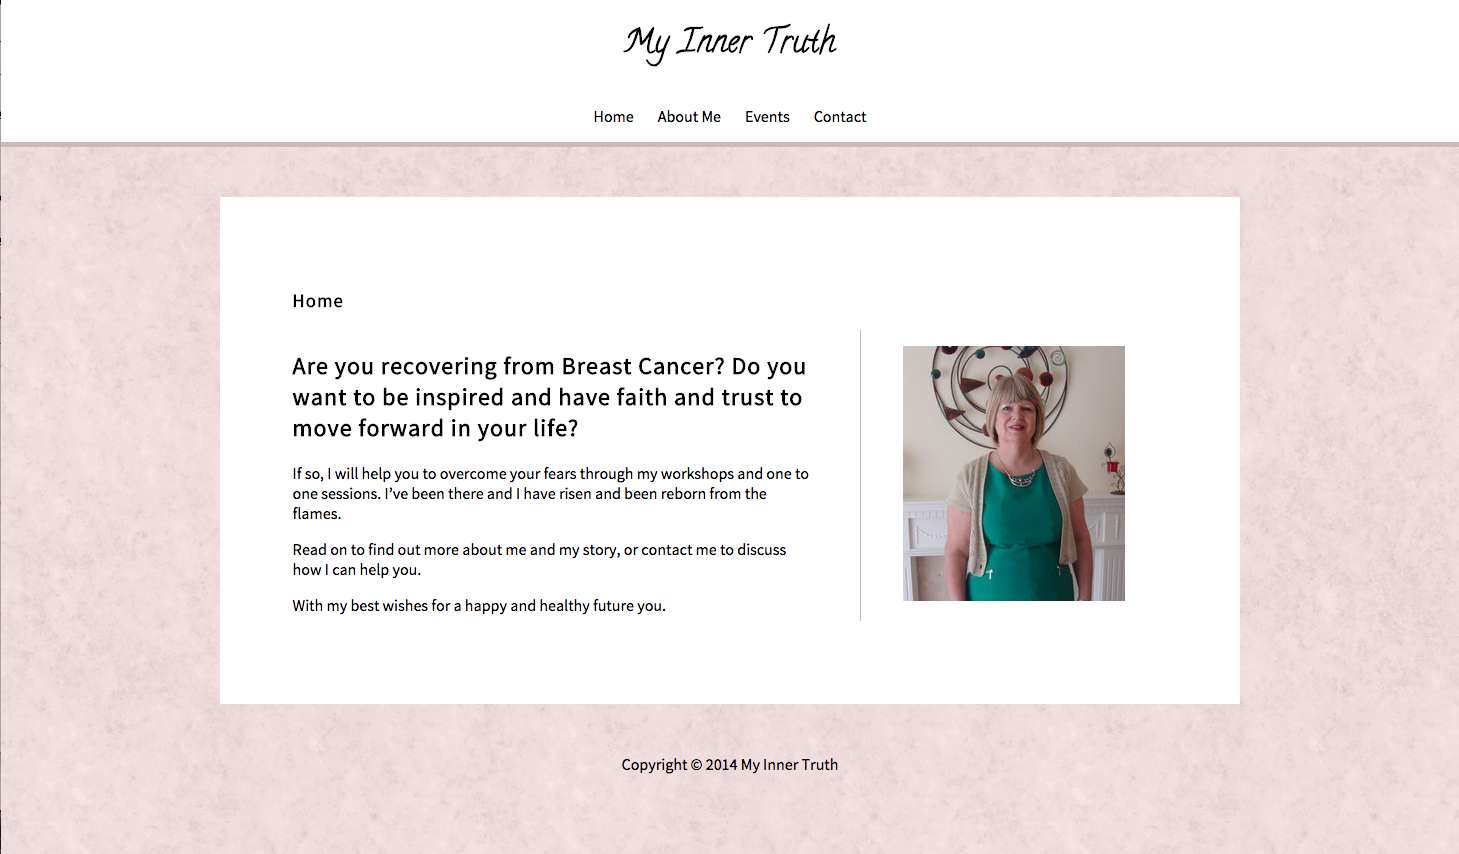 My Inner Truth
Home About Me Events Contact
Home
Are you recovering from Breast Cancer? Do you
want to be inspired and have faith and trust to
move forward in your life?
If so, I will help you to overcome your fears through my workshops and one to
one sessions. I’ve been there and I have risen and been reborn from the
flames.
Read on to find out more about me and my story, or contact me to discuss
how I can help you.
With my best wishes for a happy and healthy future you.
Copyright © 2014 My Inner Truth